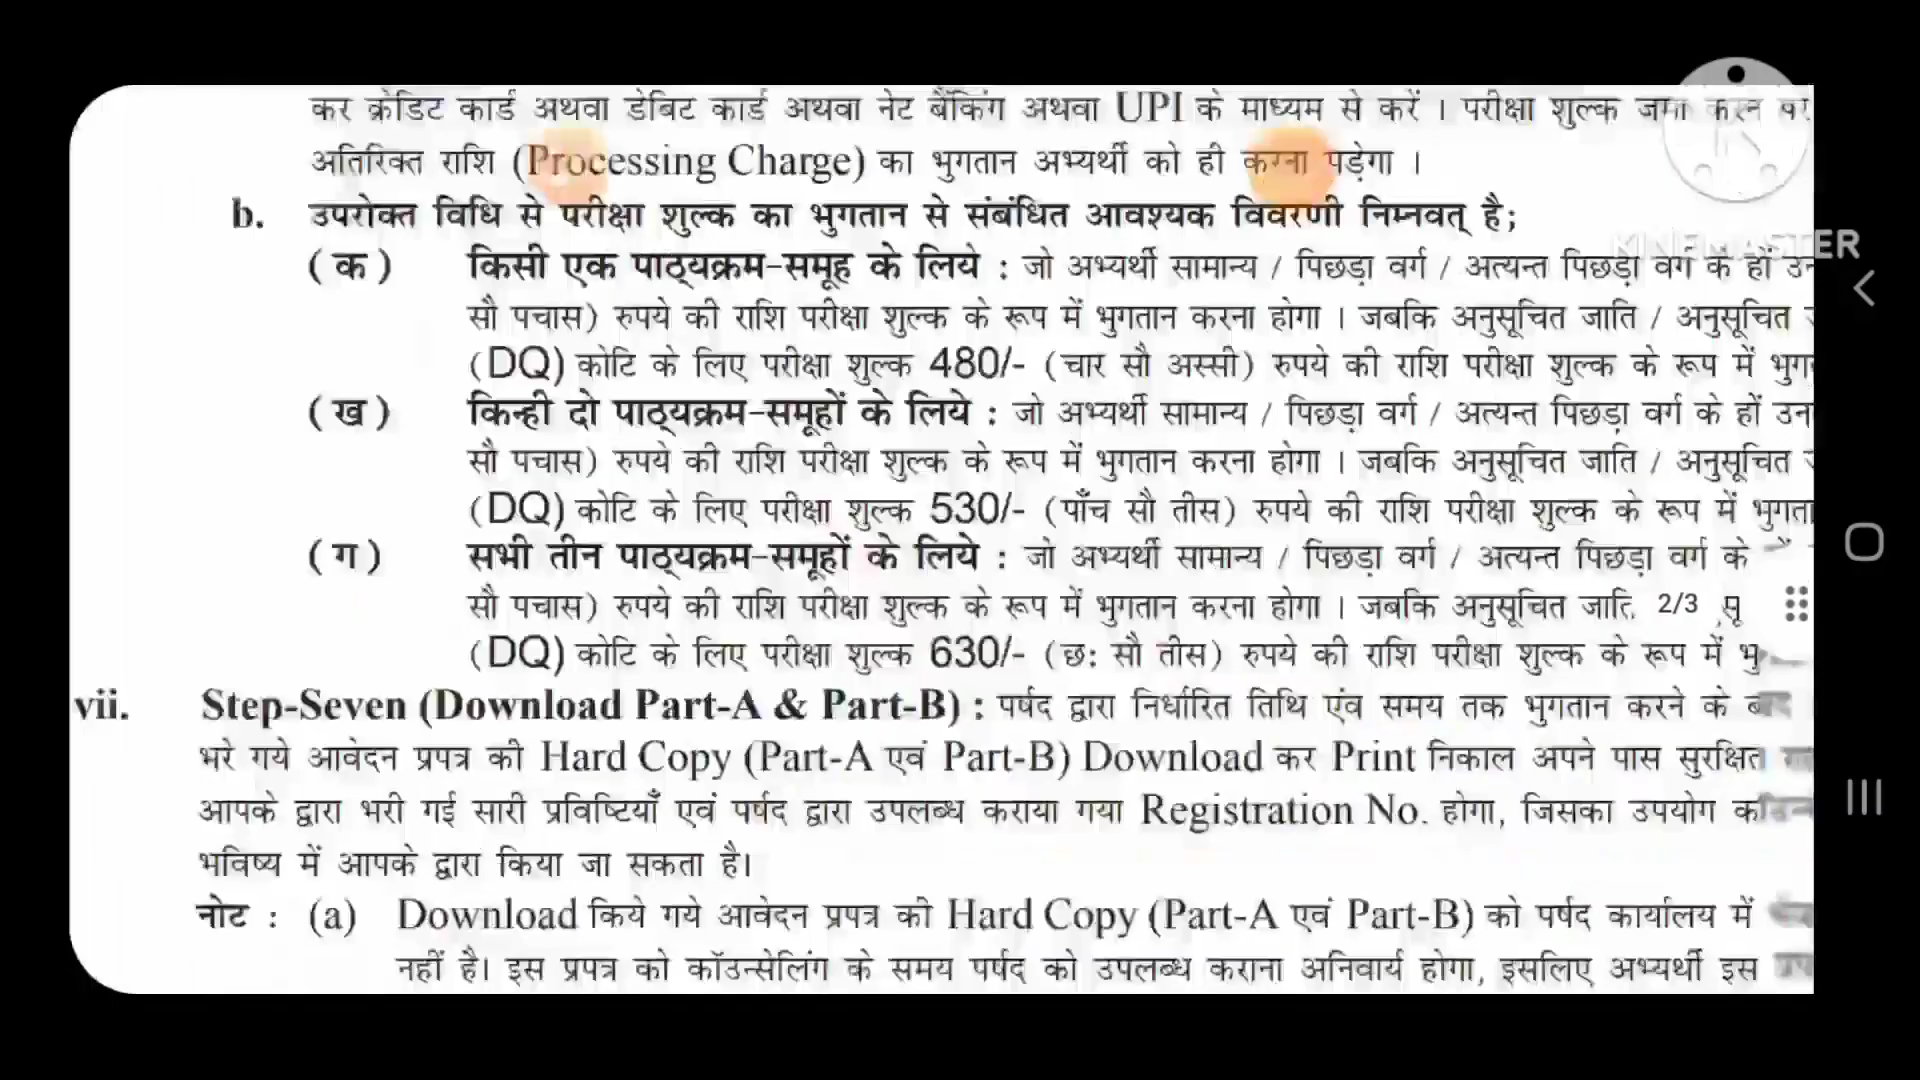 कर क्रेडिट कार्ड अथवा डेबिट कार्ड अथवा नेट बैंकिंग अथवा UPI के माध्यम से करें । परीक्षा शुल्क जमा करने पर
अतिरिक्त राशि (Processing Charge) का भुगतान अभ्यर्थी को ही करना पड़ेगा ।
b. उपरोक्त विधि से परीक्षा शुल्क का भुगतान से संबंधित आवश्यक विवरणी निम्नवत् है;
KINEMASTER
(क) किसी एक पाठ्यक्रम-समूह के लिये : जो अभ्यर्थी सामान्य / पिछड़ा वर्ग / अत्यन्त पिछड़ा वर्ग के हों
सौ पचास) रुपये की राशि परीक्षा शुल्क के रूप में भुगतान करना होगा । जबकि अनुसूचित जाति / अनुसूचित
(DQ) कोटि के लिए परीक्षा शुल्क 480/- (चार सौ अस्सी) रुपये की राशि परीक्षा शुल्क के रूप में
(ख) किन्ही दो पाठ्यक्रम-समूहों के लिये : जो अभ्यर्थी सामान्य / पिछड़ा वर्ग / अत्यन्त पिछड़ा वर्ग के हों
सौ पचास) रुपये की राशि परीक्षा शुल्क के रूप में भुगतान करना होगा । जबकि अनुसूचित जाति / अनुसूचित
(DQ) कोटि के लिए परीक्षा शुल्क 530/- (पाँच सौ तीस) रुपये की राशि परीक्षा शुल्क के रूप में
(ग) सभी तीन पाठ्यक्रम-समूहों के लिये : जो अभ्यर्थी सामान्य / पिछड़ा वर्ग / अत्यन्त पिछड़ा वर्ग के
सौ पचास) रुपये की राशि परीक्षा शुल्क के रूप में भुगतान करना होगा । जबकि अनुसूचित जाति 2/3
(DQ) कोटि के लिए परीक्षा शुल्क 630/- (छः सौ तीस) रुपये की राशि परीक्षा शुल्क के रूप में
vii. Step-Seven (Download Part-A & Part-B) : पर्षद द्वारा निर्धारित तिथि एंव समय तक भुगतान करने के
भरे गये आवेदन प्रपत्र की Hard Copy (Part-A एवं Part-B) Download कर Print निकाल अपने पास सुरक्षित
आपके द्वारा भरी गई सारी प्रविष्टियाँ एवं पर्षद द्वारा उपलब्ध कराया गया Registration No. होगा, जिसका उपयोग
भविष्य में आपके द्वारा किया जा सकता है।
नोट : (a) Download किये गये आवेदन प्रपत्र की Hard Copy (Part-A एवं Part-B) को पर्षद कार्यालय में
नहीं है। इस प्रपत्र को कॉउन्सेलिंग के समय पर्षद को उपलब्ध कराना अनिवार्य होगा, इसलिए अभ्यर्थी इस